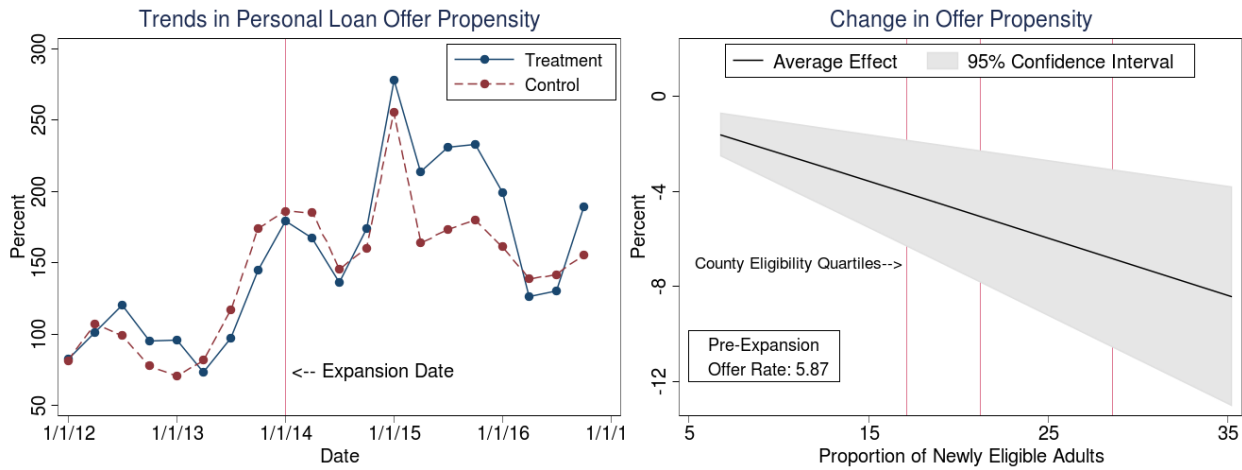 Trends in Personal Loan Offer Propensity
300
250
200
150
100
50
Percent
Treatment
Control
<-- Expansion Date
1/1/12
1/1/13
1/1/14
1/1/15
1/1/16
1/1/1
Date
Change in Offer Propensity
Average Effect
95% Confidence Interval
0
-4
-8
-12
Percent
County Eligibility Quartiles-->
Pre-Expansion
Offer Rate: 5.87
5
15
25
35
Proportion of Newly Eligible Adults